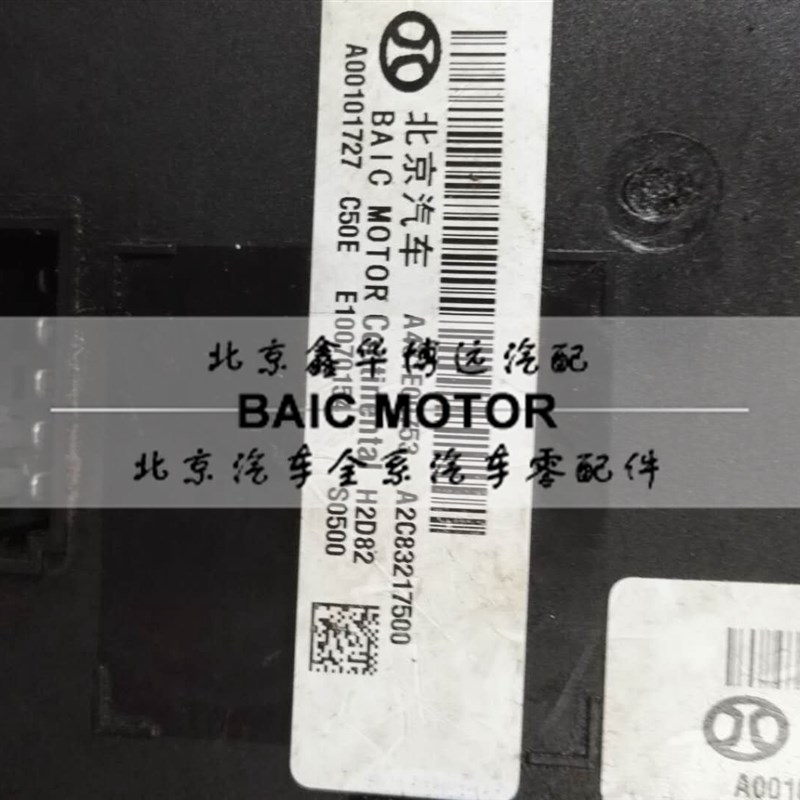 北京汽车
A2C83217500
BAIC MOTOR Continental H2D82
A00101727 C50E
S0500
北京鑫华博远汽配
BAIC MOTOR
北京汽车全系汽车零配件